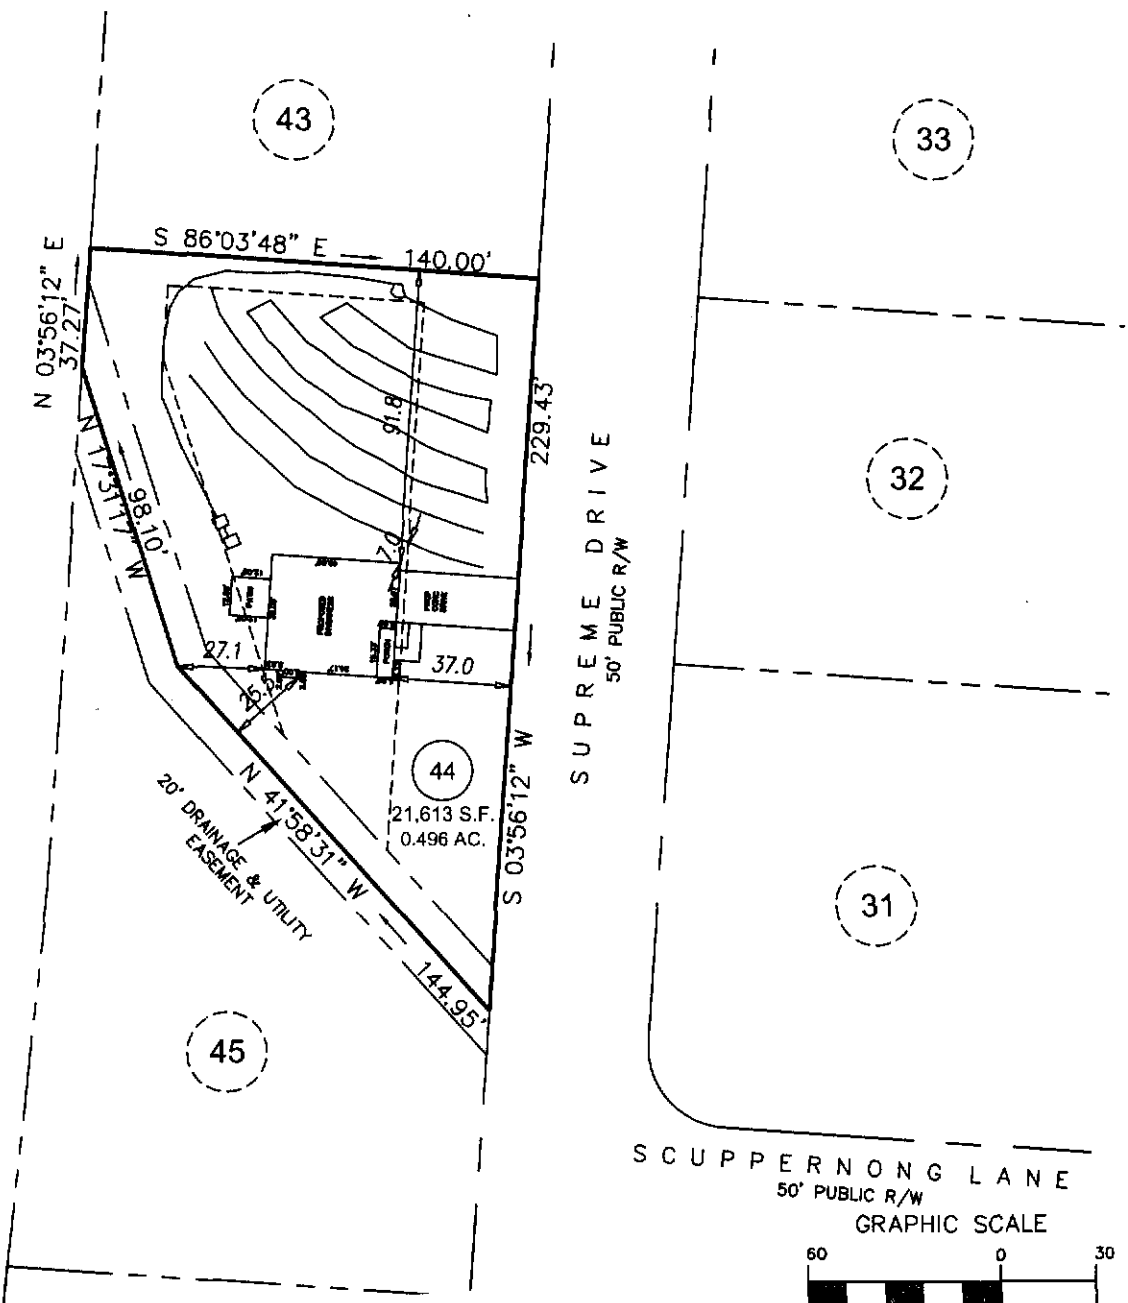 43
33
S 86°03'48" E
140.00'
N 03°56'12" E
37.27'
N 17°31'17" W
98.10'
91.8
229.43'
32
SUPREME DRIVE
50' PUBLIC R/W
7.0
PORCH
27.1
37.0
25.5
44
21,613 S.F.
0.496 AC.
S 03°56'12" W
N 41°58'31" W
144.95'
20' DRAINAGE & UTILITY
EASEMENT
31
45
SCUPPERNONG LANE
50' PUBLIC R/W
GRAPHIC SCALE
60 0 30